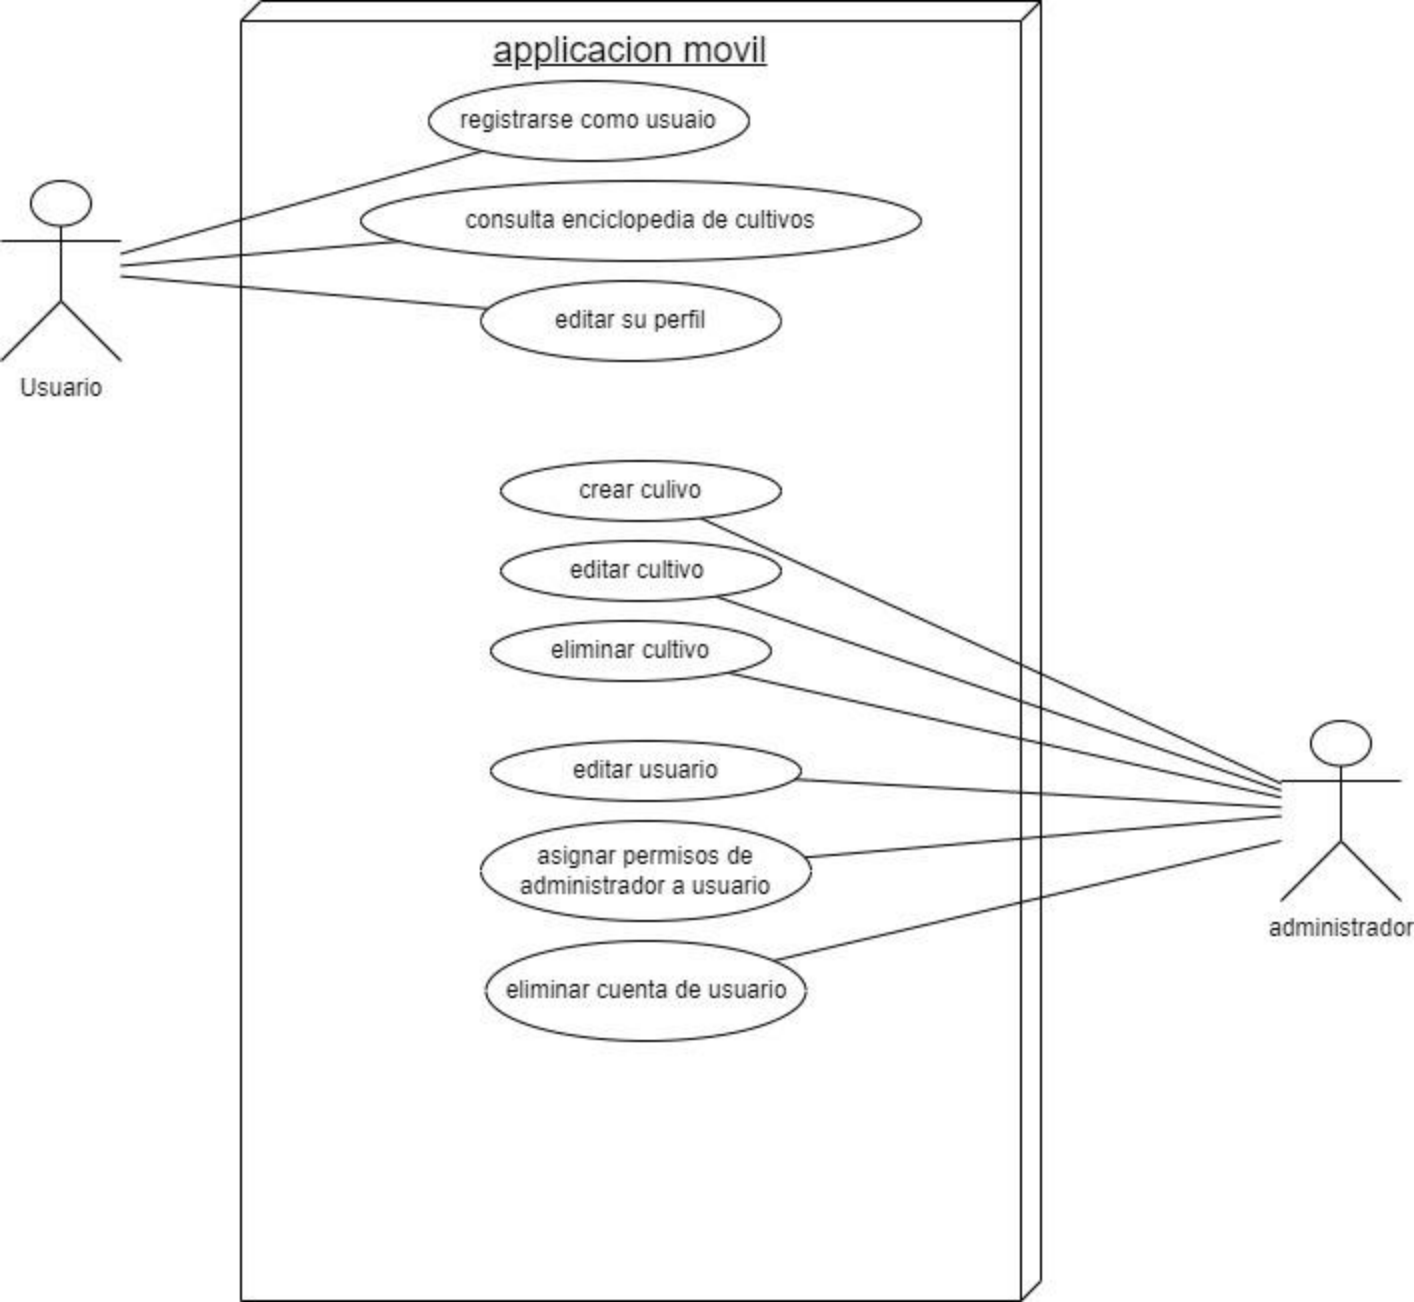 applicacion movil
registrarse como usuaio
consulta enciclopedia de cultivos
editar su perfil
Usuario
crear culivo
editar cultivo
eliminar cultivo
editar usuario
asignar permisos de
administrador a usuario
administrador
eliminar cuenta de usuario